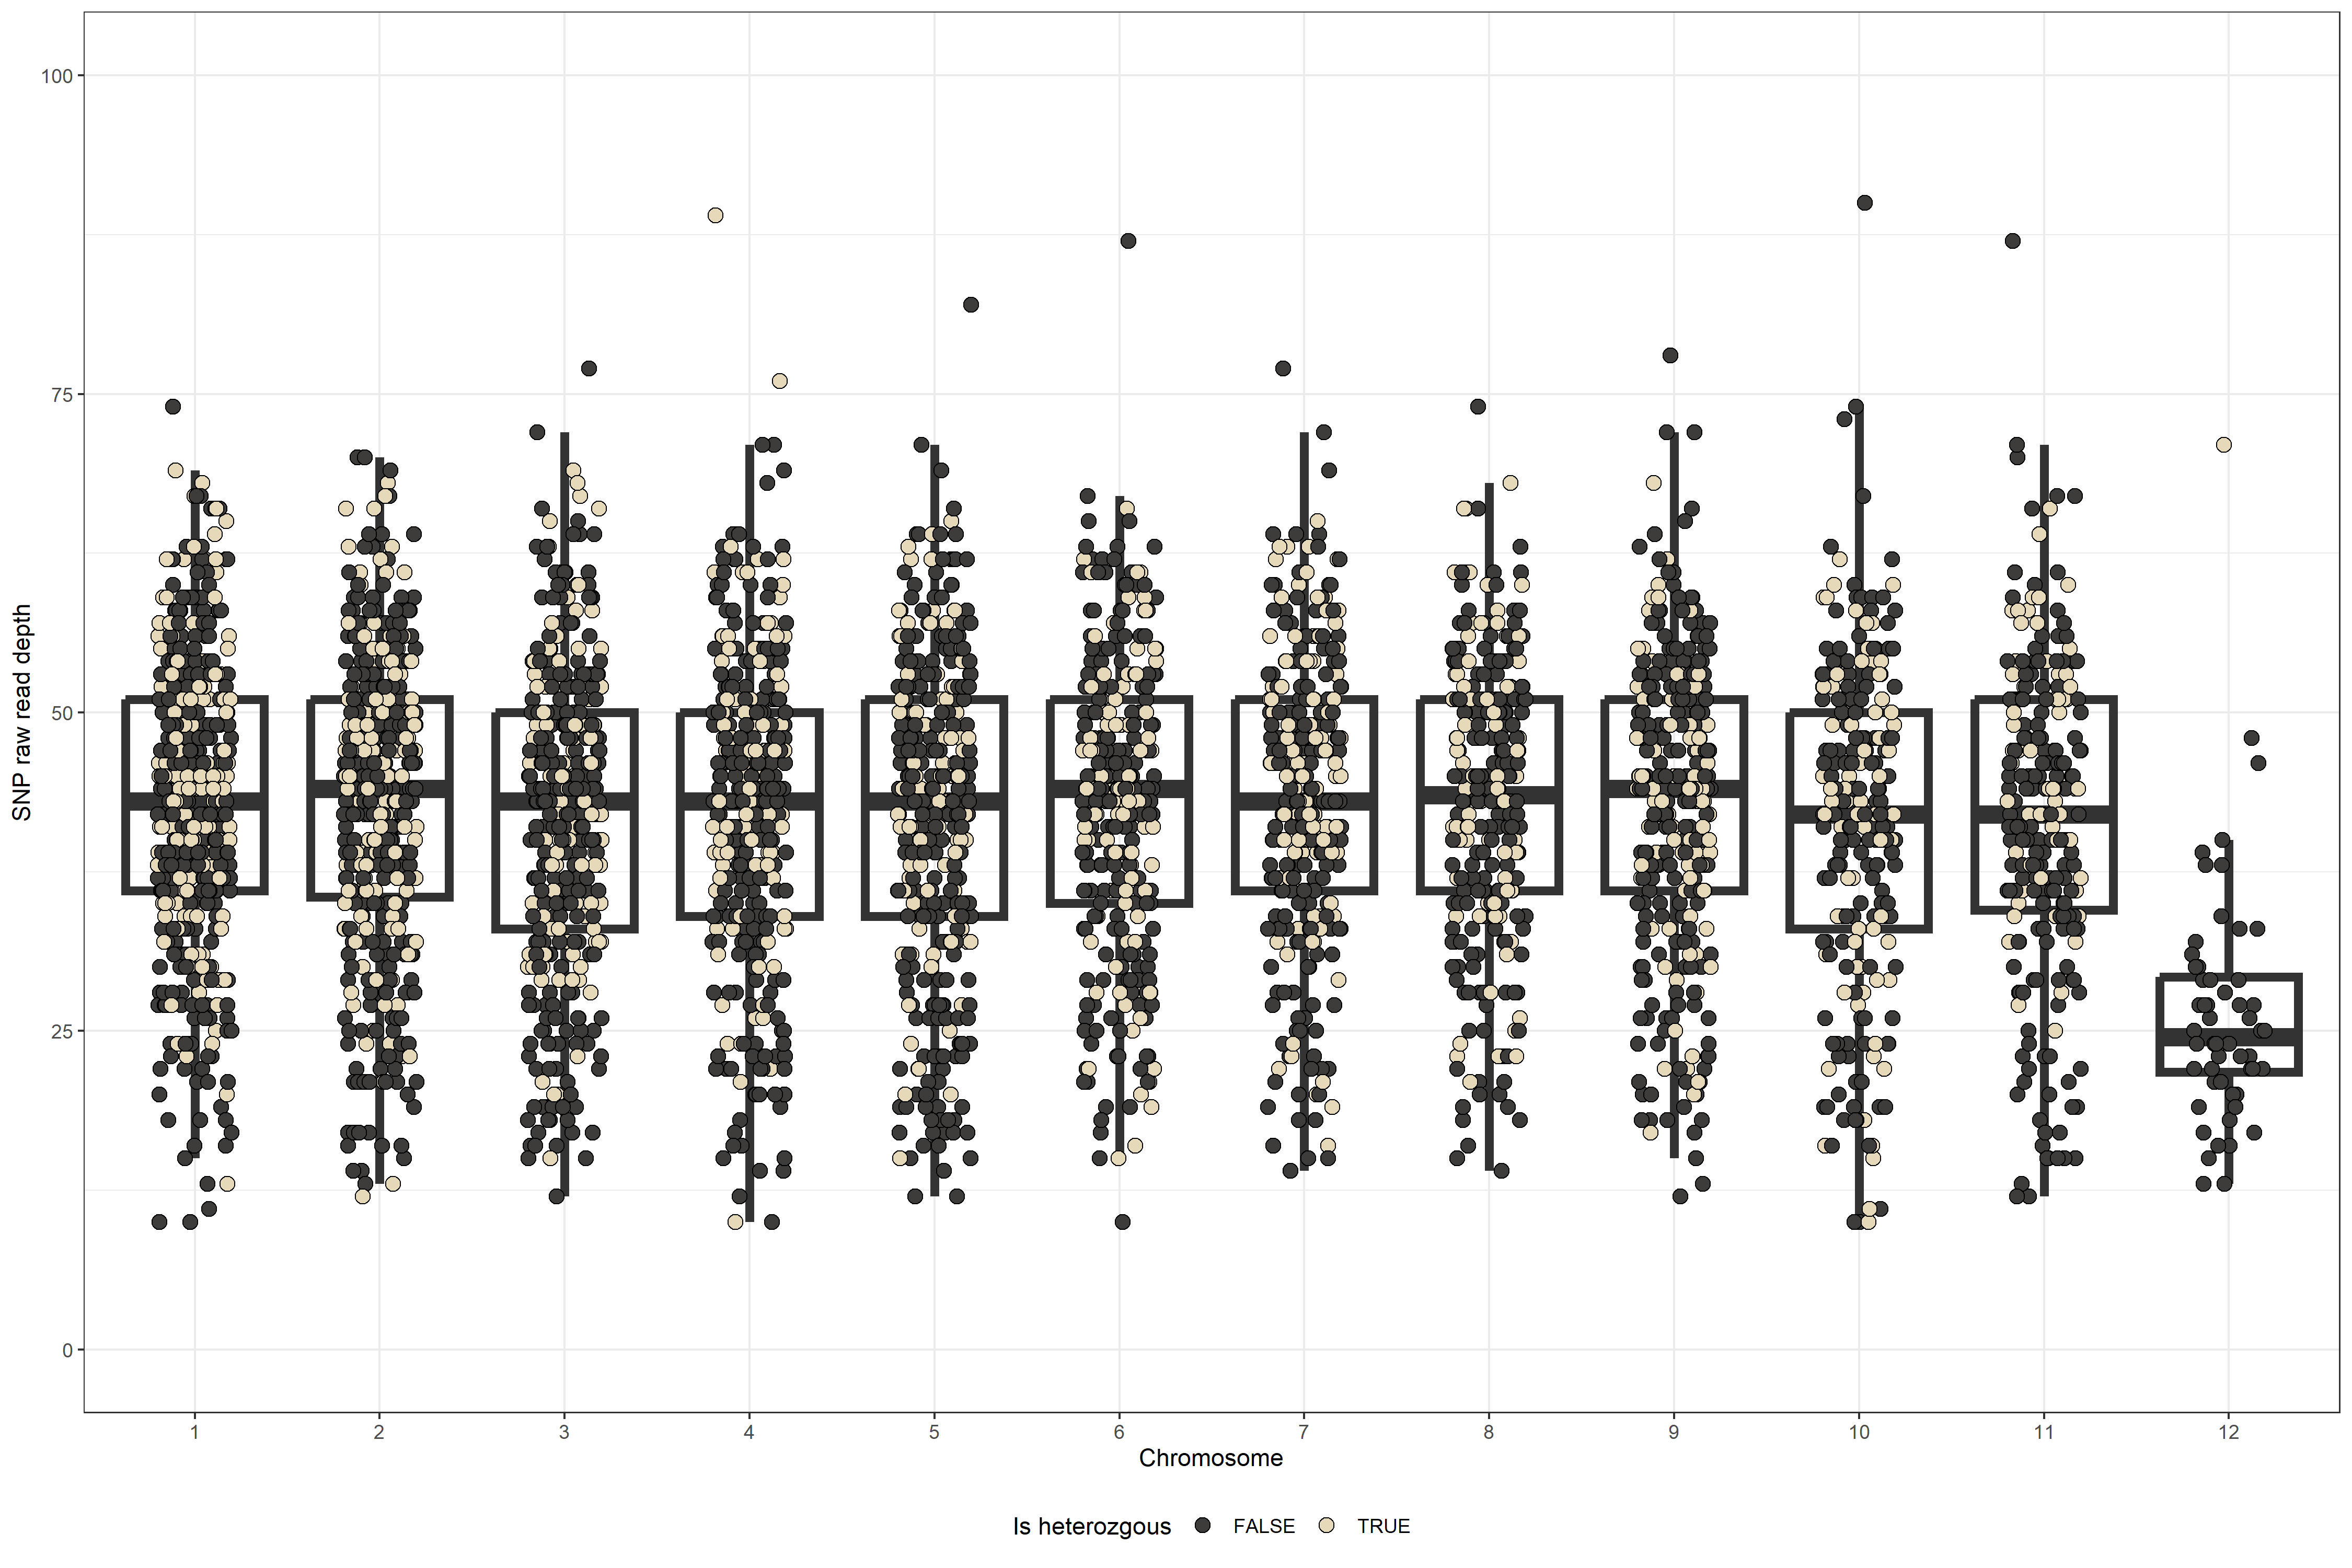 100
75
50
25
0
SNP raw read depth
1 2 3 4 5 6 7 8 9 10 11 12
Chromosome
Is heterozgous FALSE TRUE